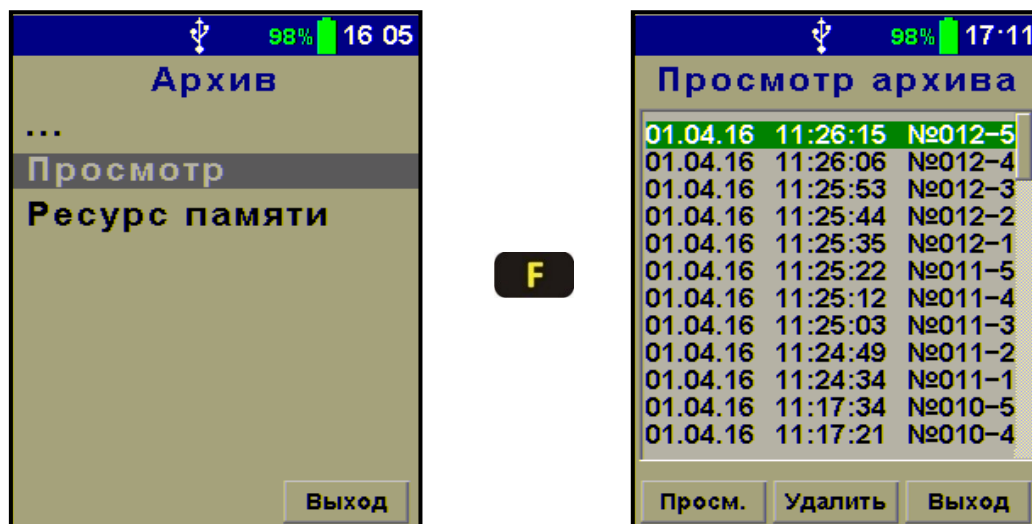 98% 16 05
Архив
...
Просмотр
Ресурс памяти
Выход
F
98% 17:11
Просмотр архива
01.04.16 11:26:15 №012-5
01.04.16 11:26:06 №012-4
01.04.16 11:25:53 №012-3
01.04.16 11:25:44 №012-2
01.04.16 11:25:35 №012-1
01.04.16 11:25:22 №011-5
01.04.16 11:25:12 №011-4
01.04.16 11:25:03 №011-3
01.04.16 11:24:49 №011-2
01.04.16 11:24:34 №011-1
01.04.16 11:17:34 №010-5
01.04.16 11:17:21 №010-4
Просм. Удалить Выход